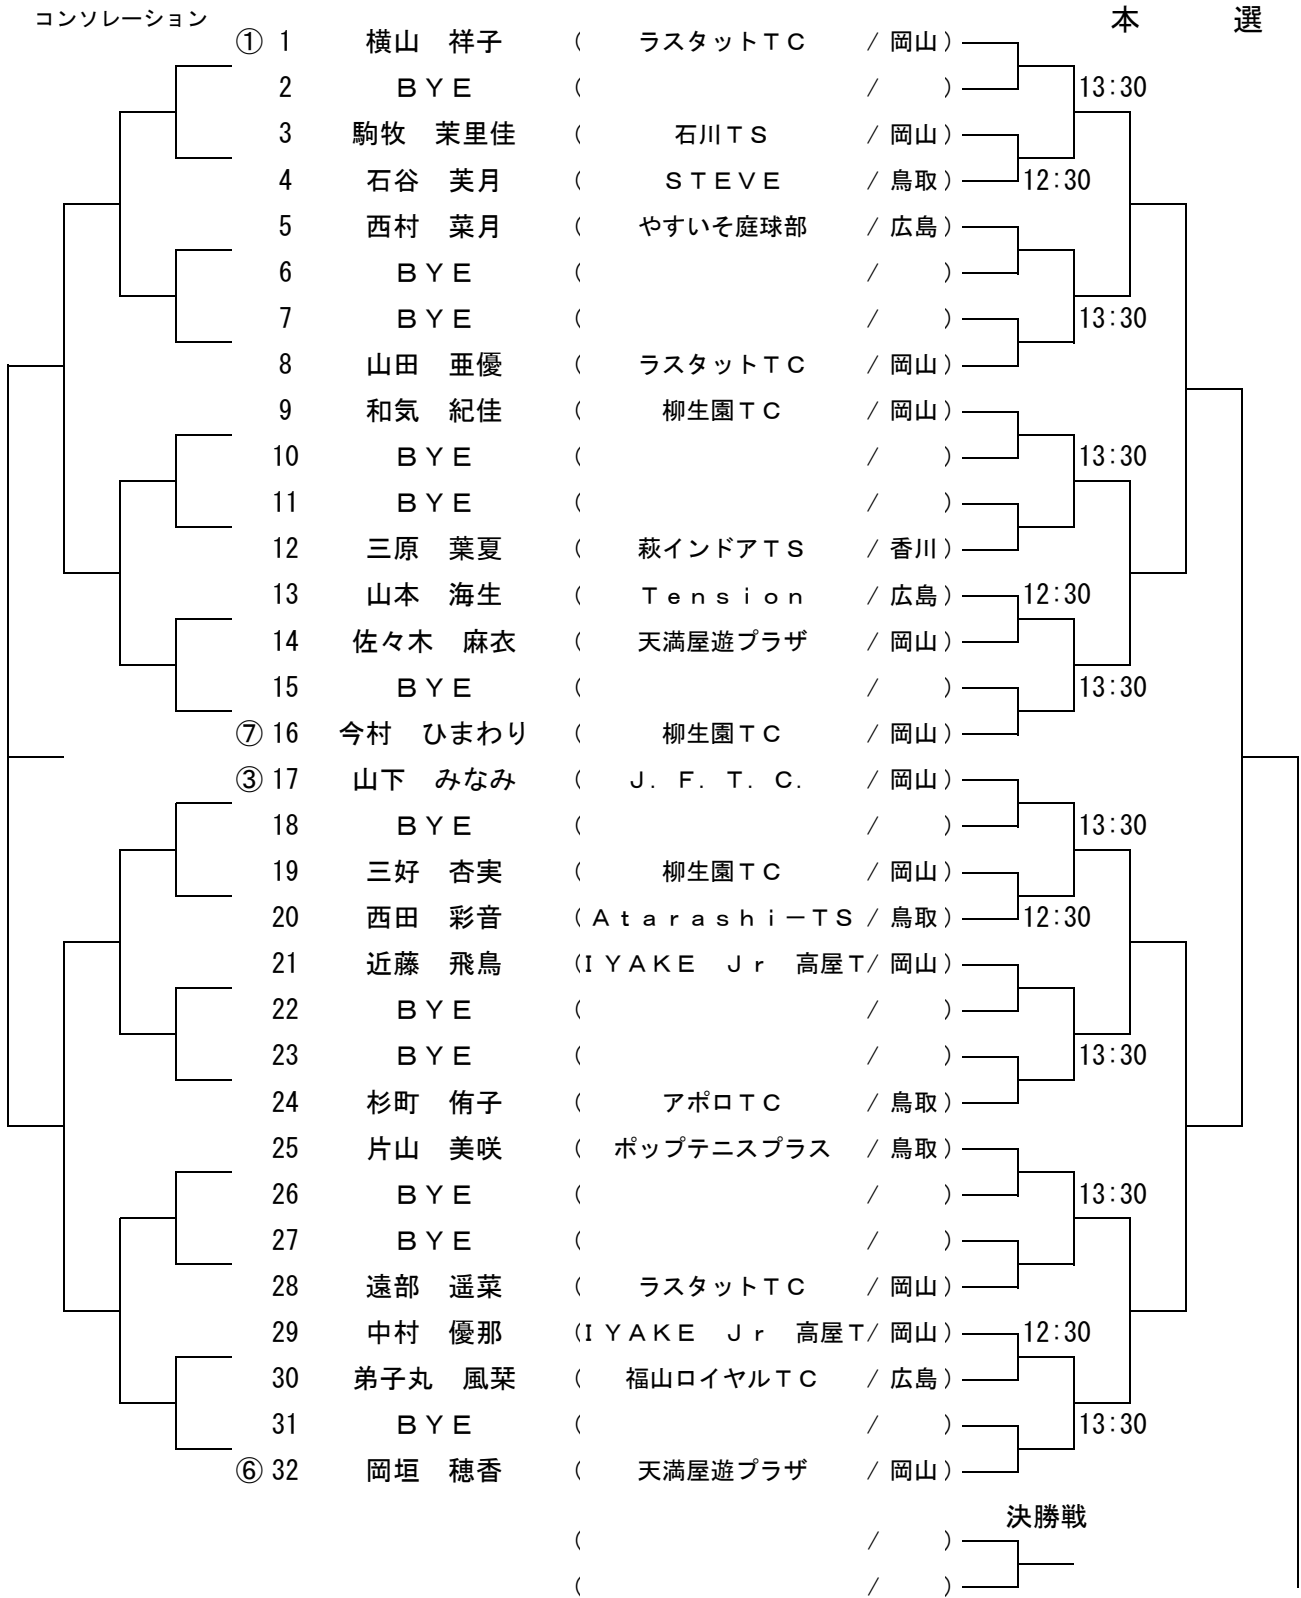 コンソレーション 本 選
① 1 横山 祥子 ( ラスタットＴＣ / 岡山 )
2 ＢＹＥ ( / ) 13:30
3 駒牧 茉里佳 ( 石川ＴＳ / 岡山 )
4 石谷 芙月 ( ＳＴＥＶＥ / 鳥取 ) 12:30
5 西村 菜月 ( やすいそ庭球部 / 広島 )
6 ＢＹＥ ( / )
7 ＢＹＥ ( / ) 13:30
8 山田 亜優 ( ラスタットＴＣ / 岡山 )
9 和気 紀佳 ( 柳生園ＴＣ / 岡山 )
10 ＢＹＥ ( / ) 13:30
11 ＢＹＥ ( / )
12 三原 葉夏 ( 萩インドアＴＳ / 香川 )
13 山本 海生 ( Ｔｅｎｓｉｏｎ / 広島 ) 12:30
14 佐々木 麻衣 ( 天満屋遊プラザ / 岡山 )
15 ＢＹＥ ( / ) 13:30
⑦ 16 今村 ひまわり ( 柳生園ＴＣ / 岡山 )
③ 17 山下 みなみ ( Ｊ．Ｆ．Ｔ．Ｃ． / 岡山 )
18 ＢＹＥ ( / ) 13:30
19 三好 杏実 ( 柳生園ＴＣ / 岡山 )
20 西田 彩音 ( Ａｔａｒａｓｈｉ－ＴＳ / 鳥取 ) 12:30
21 近藤 飛鳥 (ＩＹＡＫＥ Ｊｒ 高屋Ｔ/ 岡山 )
22 ＢＹＥ ( / )
23 ＢＹＥ ( / ) 13:30
24 杉町 侑子 ( アポロＴＣ / 鳥取 )
25 片山 美咲 ( ポップテニスプラス / 鳥取 )
26 ＢＹＥ ( / ) 13:30
27 ＢＹＥ ( / )
28 遠部 遥菜 ( ラスタットＴＣ / 岡山 )
29 中村 優那 (ＩＹＡＫＥ Ｊｒ 高屋Ｔ/ 岡山 ) 12:30
30 弟子丸 風栞 ( 福山ロイヤルＴＣ / 広島 )
31 ＢＹＥ ( / ) 13:30
⑥ 32 岡垣 穂香 ( 天満屋遊プラザ / 岡山 )
決勝戦
( / )
( / )